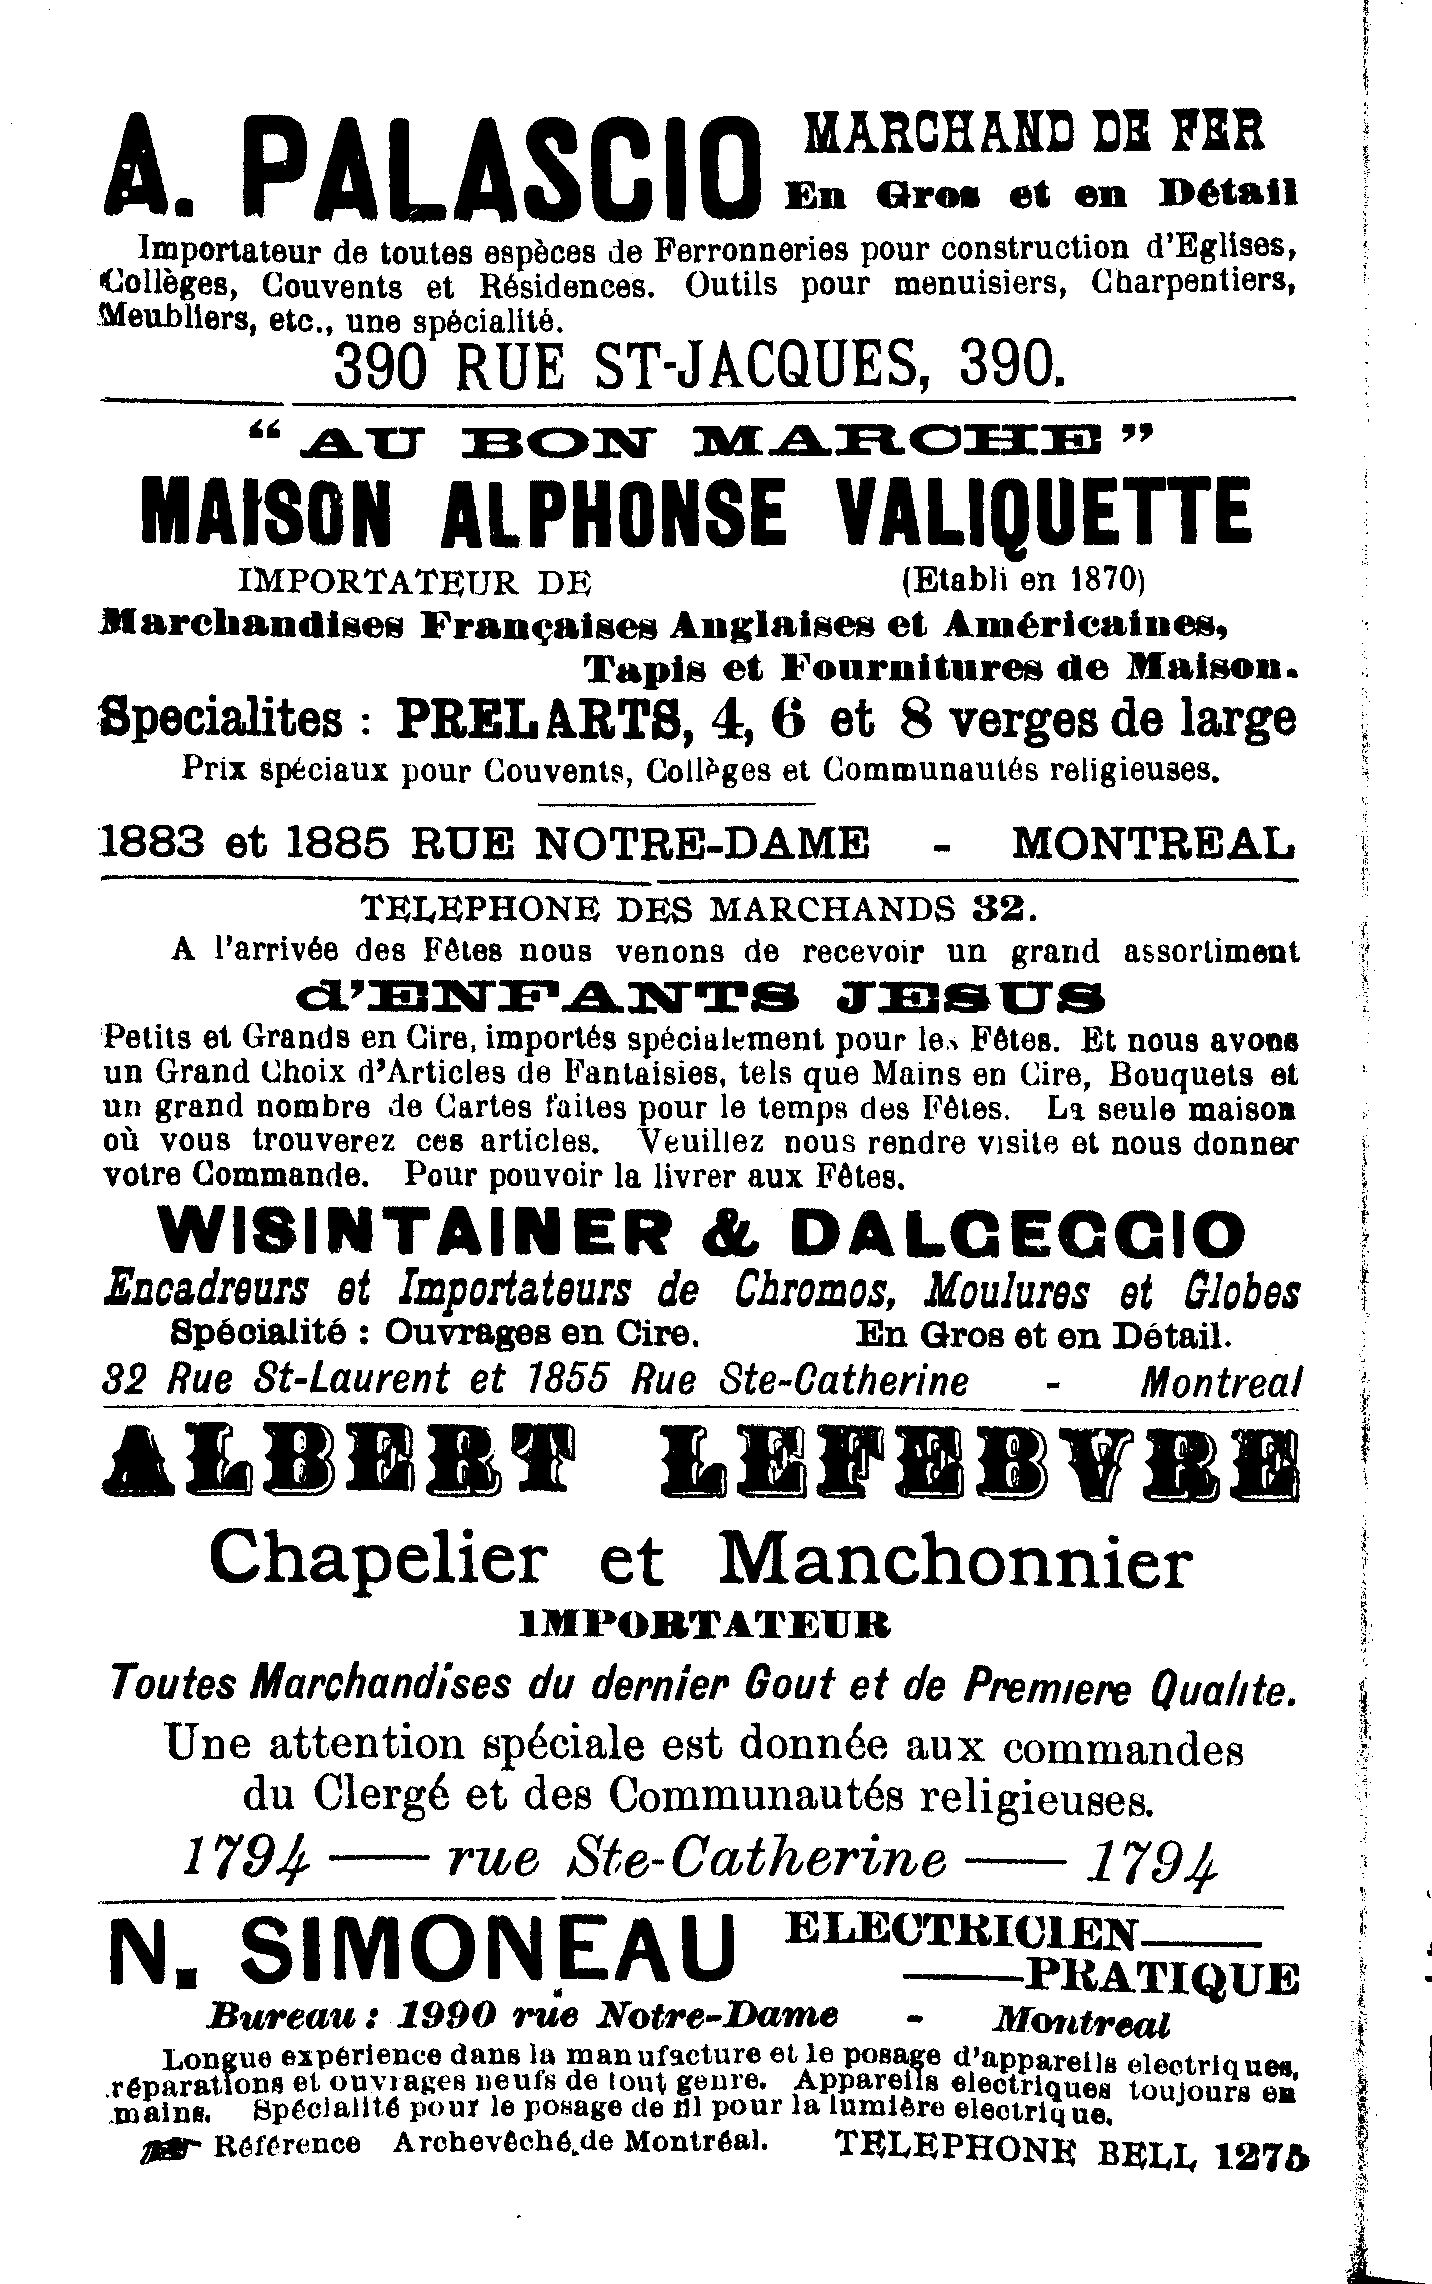 A. PALASCIO MARCHAND DE FER
En Gros et en Détail
Importateur de toutes espèces de Ferronneries pour construction d'Eglises,
Collèges, Couvents et Résidences. Outils pour menuisiers, Charpentiers,
Meubliers, etc., une spécialité.
390 RUE ST-JACQUES, 390.
“ AU BON MARCHE ”
MAISON ALPHONSE VALIQUETTE
IMPORTATEUR DE (Etabli en 1870)
Marchandises Françaises Anglaises et Américaines,
Tapis et Fournitures de Maison.
Specialites : PRELARTS, 4, 6 et 8 verges de large
Prix spéciaux pour Couvents, Collèges et Communautés religieuses.
1883 et 1885 RUE NOTRE-DAME - MONTREAL
TELEPHONE DES MARCHANDS 32.
A l'arrivée des Fêtes nous venons de recevoir un grand assortiment
d'ENFANTS JESUS
Petits et Grands en Cire, importés spécialement pour les Fêtes. Et nous avons
un Grand Choix d'Articles de Fantaisies, tels que Mains en Cire, Bouquets et
un grand nombre de Cartes faites pour le temps des Fêtes. La seule maison
où vous trouverez ces articles. Veuillez nous rendre visite et nous donner
votre Commande. Pour pouvoir la livrer aux Fêtes.
WISINTAINER & DALGEGGIO
Encadreurs et Importateurs de Chromos, Moulures et Globes
Spécialité : Ouvrages en Cire. En Gros et en Détail.
32 Rue St-Laurent et 1855 Rue Ste-Catherine - Montreal
ALBERT LEFEBVRE
Chapelier et Manchonnier
IMPORTATEUR
Toutes Marchandises du dernier Gout et de Premiere Qualite.
Une attention spéciale est donnée aux commandes
du Clergé et des Communautés religieuses.
1794 — rue Ste-Catherine — 1794
N. SIMONEAU ELECTRICIEN—
—PRATIQUE
Bureau : 1990 rue Notre-Dame - Montreal
Longue expérience dans la manufacture et le posage d'appareils electriques,
réparations et ouvrages neufs de tout genre. Appareils electriques toujours en
mains. Spécialité pour le posage de fil pour la lumière electrique.
☛ Référence Archevêché de Montréal. TELEPHONE BELL 1275